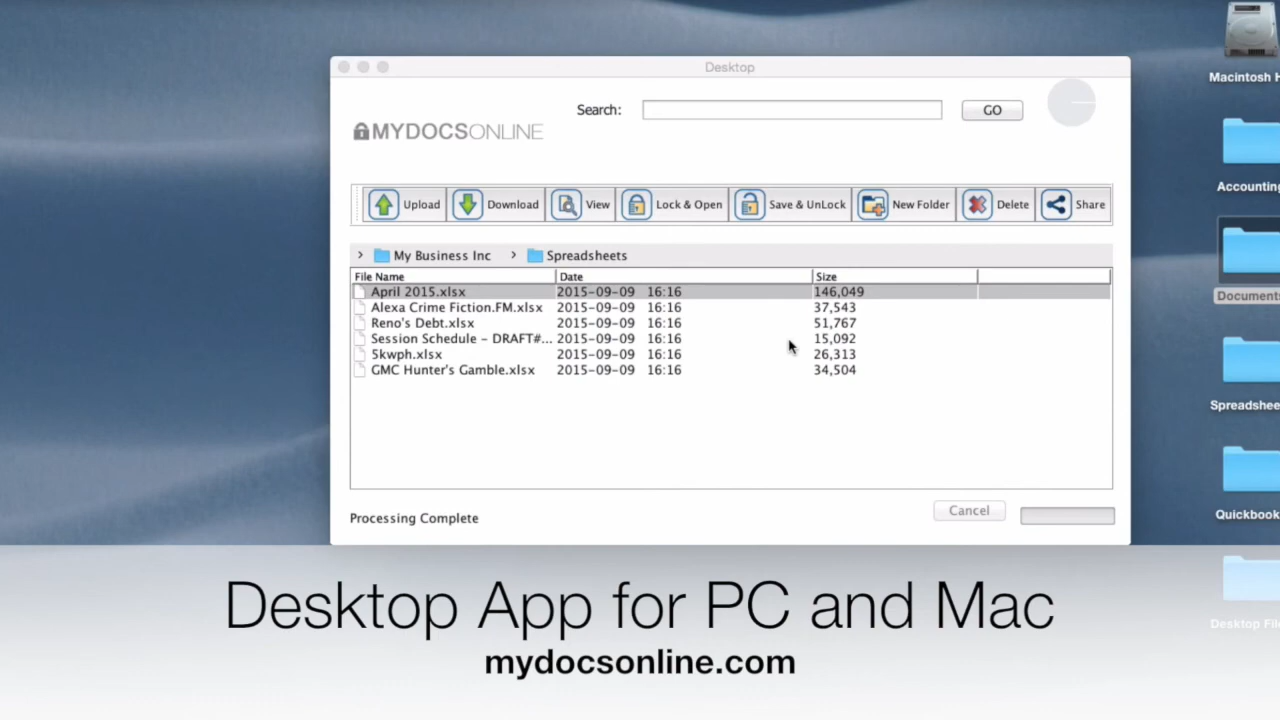 Desktop
Search:
GO
MYDOCSONLINE
Upload
Download
View
Lock & Open
Save & UnLock
New Folder
Delete
Share
> My Business Inc > Spreadsheets
File Name Date Size
April 2015.xlsx 2015-09-09 16:16 146,049
Alexa Crime Fiction.FM.xlsx 2015-09-09 16:16 37,543
Reno's Debt.xlsx 2015-09-09 16:16 51,767
Session Schedule - DRAFT#... 2015-09-09 16:16 15,092
5kwph.xlsx 2015-09-09 16:16 26,313
GMC Hunter's Gamble.xlsx 2015-09-09 16:16 34,504
Processing Complete
Cancel
Macintosh H
Accounting
Documents
Spreadshee
Quickbook
Desktop Fil
Desktop App for PC and Mac
mydocsonline.com